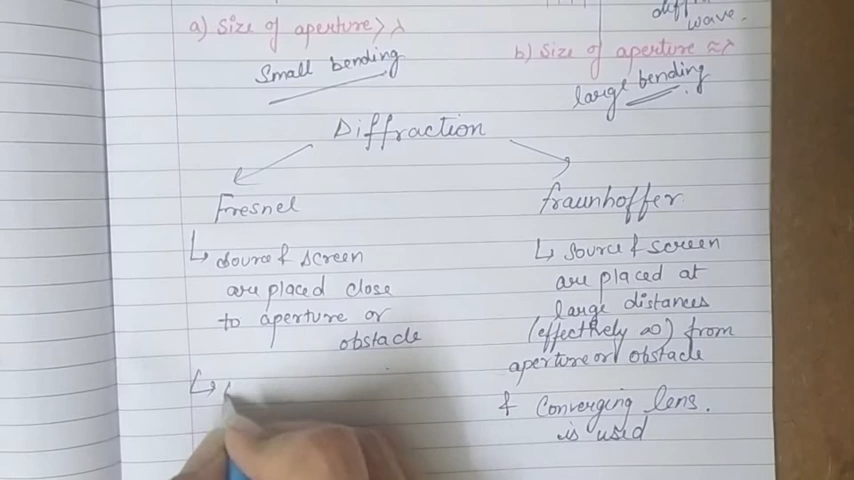 diff
wave.
a) Size of aperture > λ
Small bending
b) Size of aperture ≈ λ
large bending
Diffraction
Fresnel
↳ source & screen
are placed close
to aperture or
obstacle
↳
fraunhoffer
↳ source & screen
are placed at
large distances
(effectively ∞) from
aperture or obstacle
& Converging lens.
is used